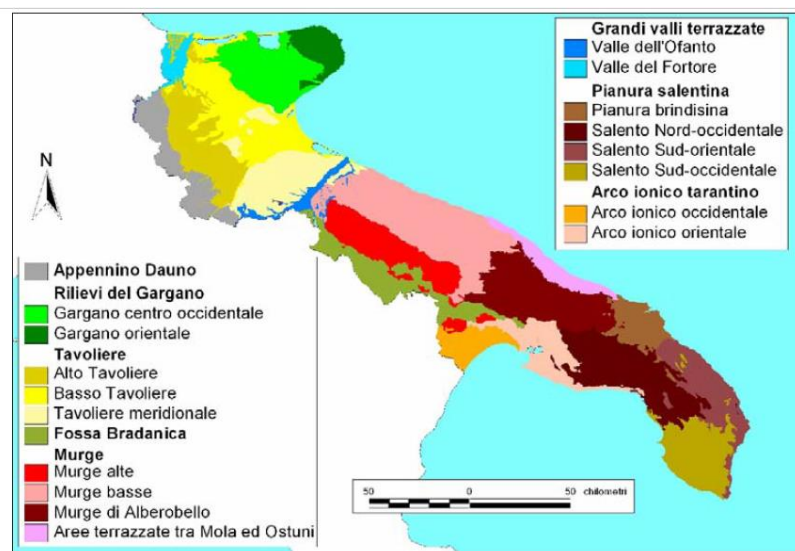 Grandi valli terrazzate
Valle dell'Ofanto
Valle del Fortore
Pianura salentina
Pianura brindisina
Salento Nord-occidentale
Salento Sud-orientale
Salento Sud-occidentale
Arco ionico tarantino
Arco ionico occidentale
Arco ionico orientale
N
Appennino Dauno
Rilievi del Gargano
Gargano centro occidentale
Gargano orientale
Tavoliere
Alto Tavoliere
Basso Tavoliere
Tavoliere meridionale
Fossa Bradanica
Murge
Murge alte
Murge basse
Murge di Alberobello
Aree terrazzate tra Mola ed Ostuni
50 0 50 chilometri